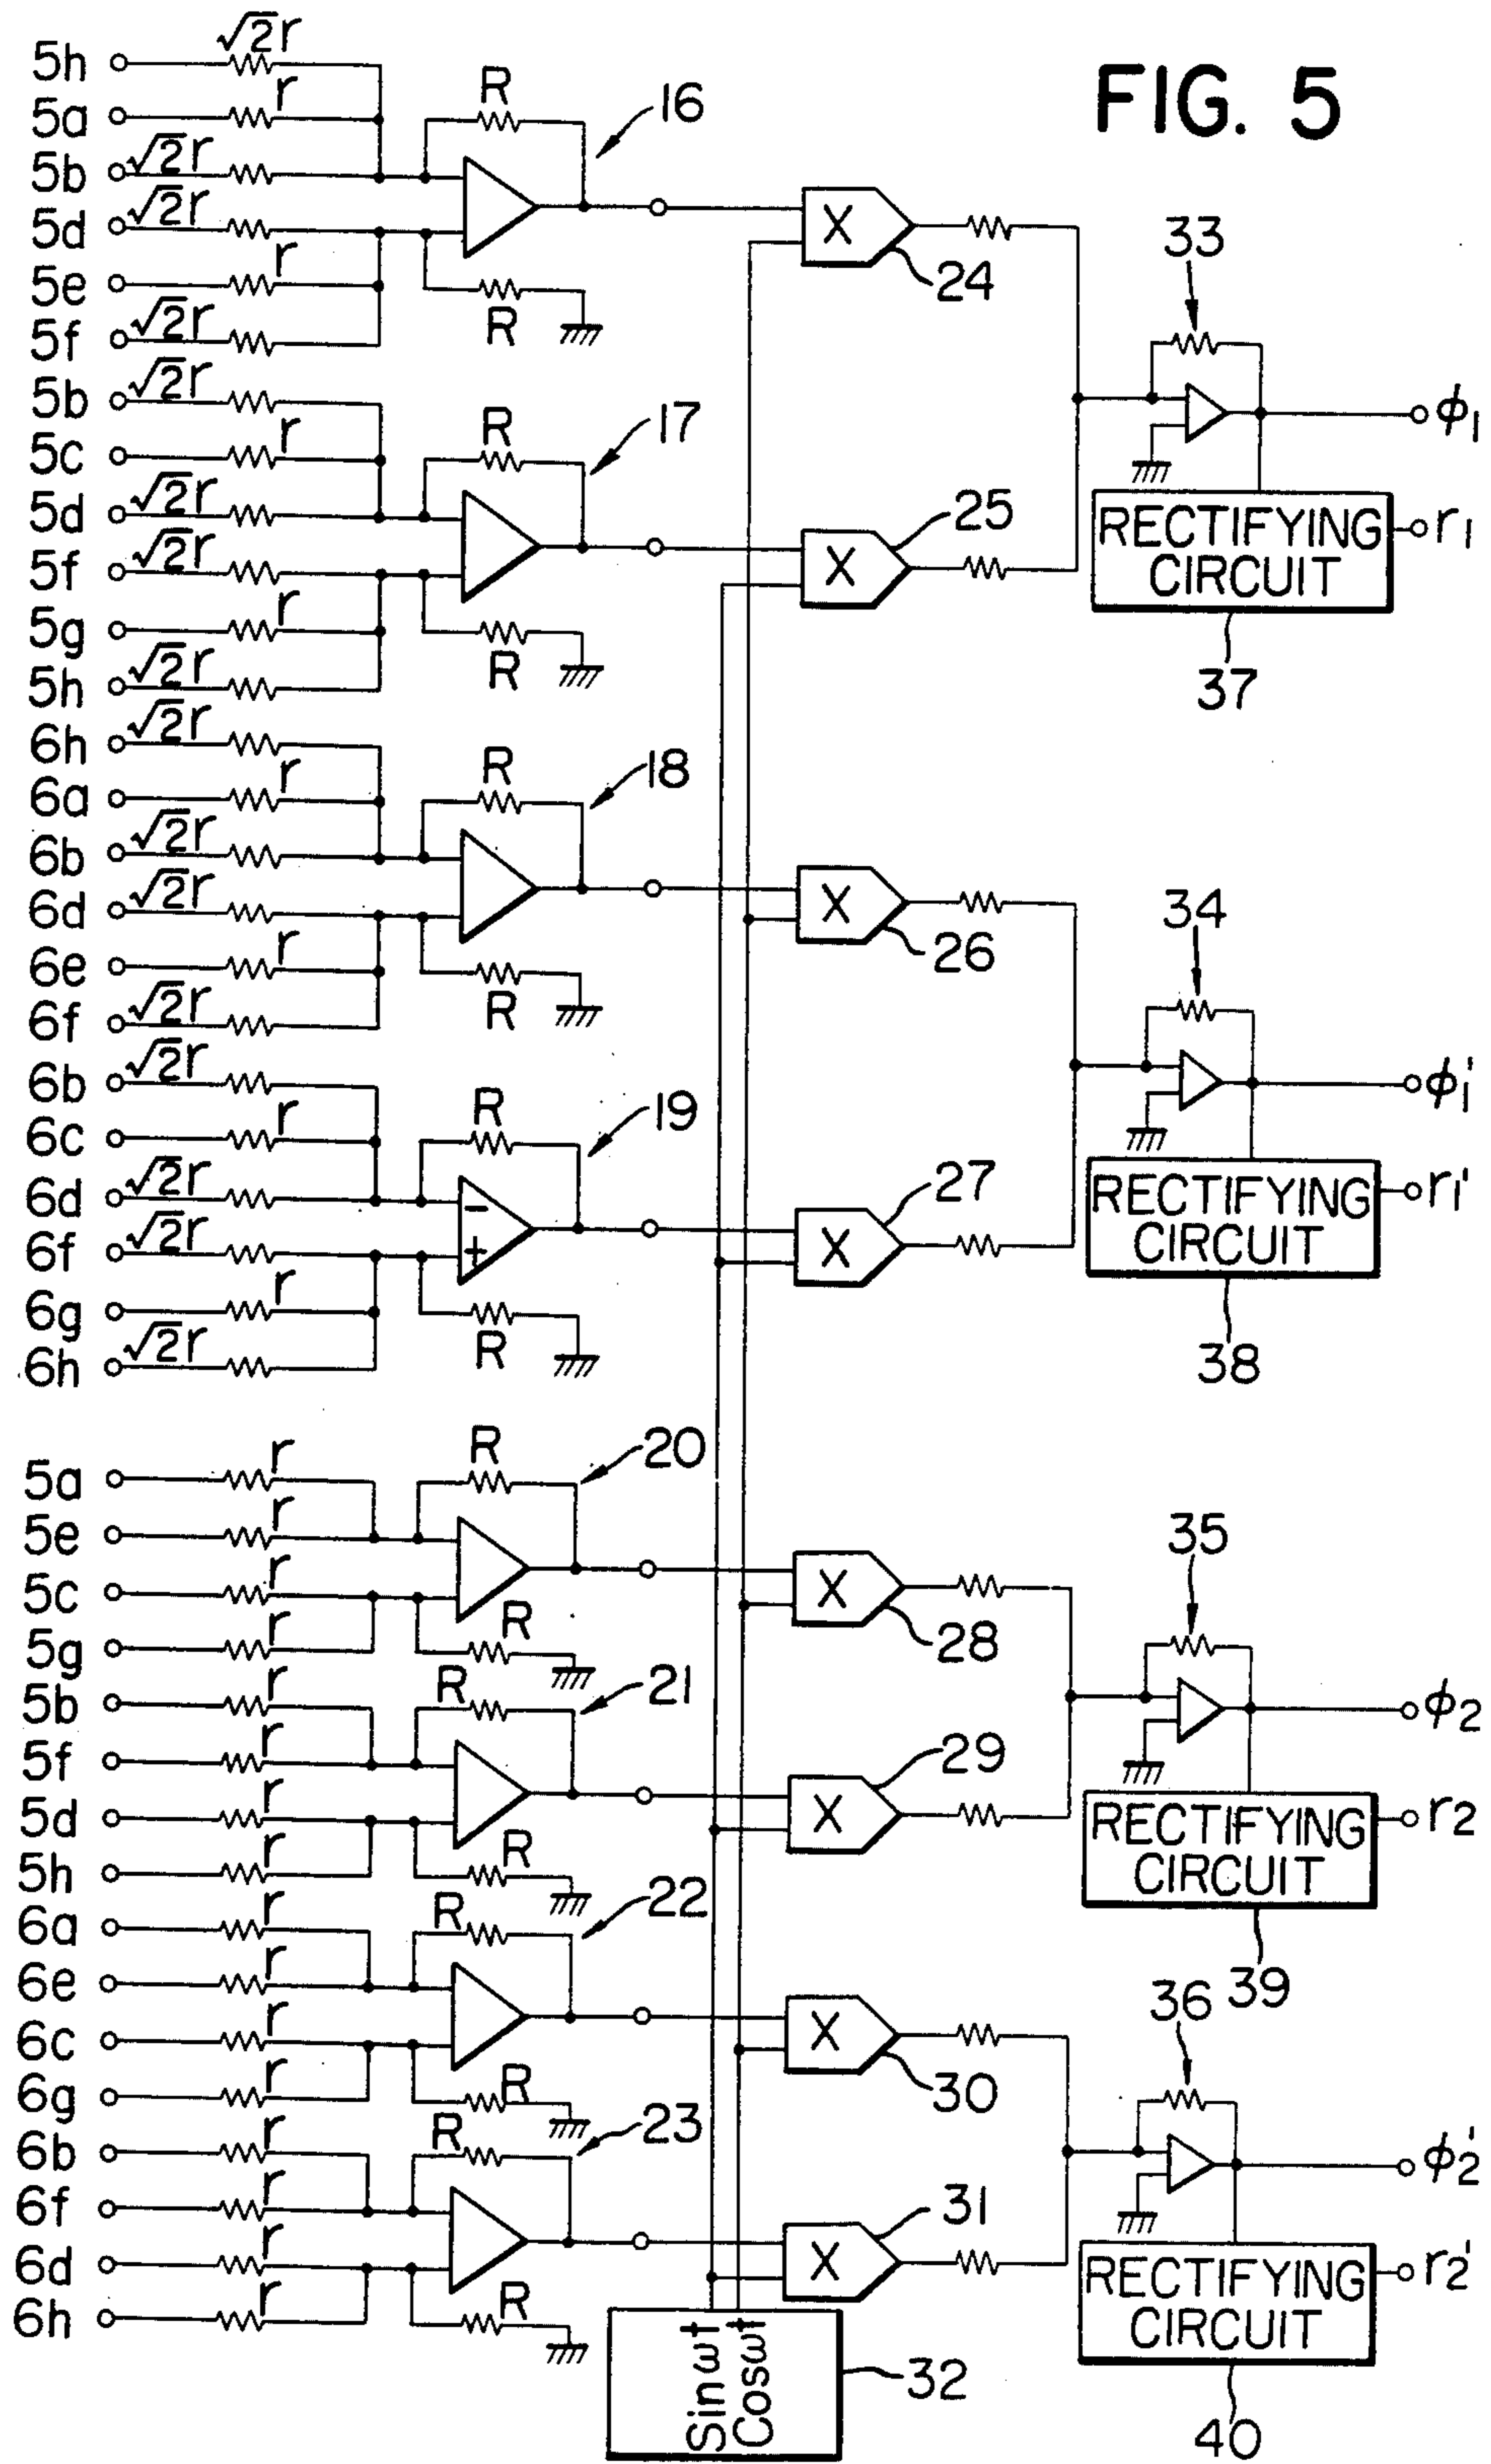 FIG. 5
5h √2r
5a r
5b √2r
5d √2r
5e r
5f √2r
R
R
16
5b √2r
5c r
5d √2r
5f √2r
5g r
5h √2r
R
R
17
6h √2r
6a r
6b √2r
6d √2r
6e r
6f √2r
R
R
18
6b √2r
6c r
6d √2r
6f √2r
6g r
6h √2r
R
−
+
R
19
5a r
5e r
5c r
5g r
R
R
20
5b r
5f r
5d r
5h r
R
R
21
6a r
6e r
6c r
6g r
R
R
22
6b r
6f r
6d r
6h r
R
R
23
X
24
X
25
X
26
X
27
X
28
X
29
X
30
X
31
Sin ωt
Cos ωt
32
33
ϕ1
RECTIFYING
CIRCUIT
r1
37
34
ϕ1'
RECTIFYING
CIRCUIT
r1'
38
35
ϕ2
RECTIFYING
CIRCUIT
r2
39
36
ϕ2'
RECTIFYING
CIRCUIT
r2'
40